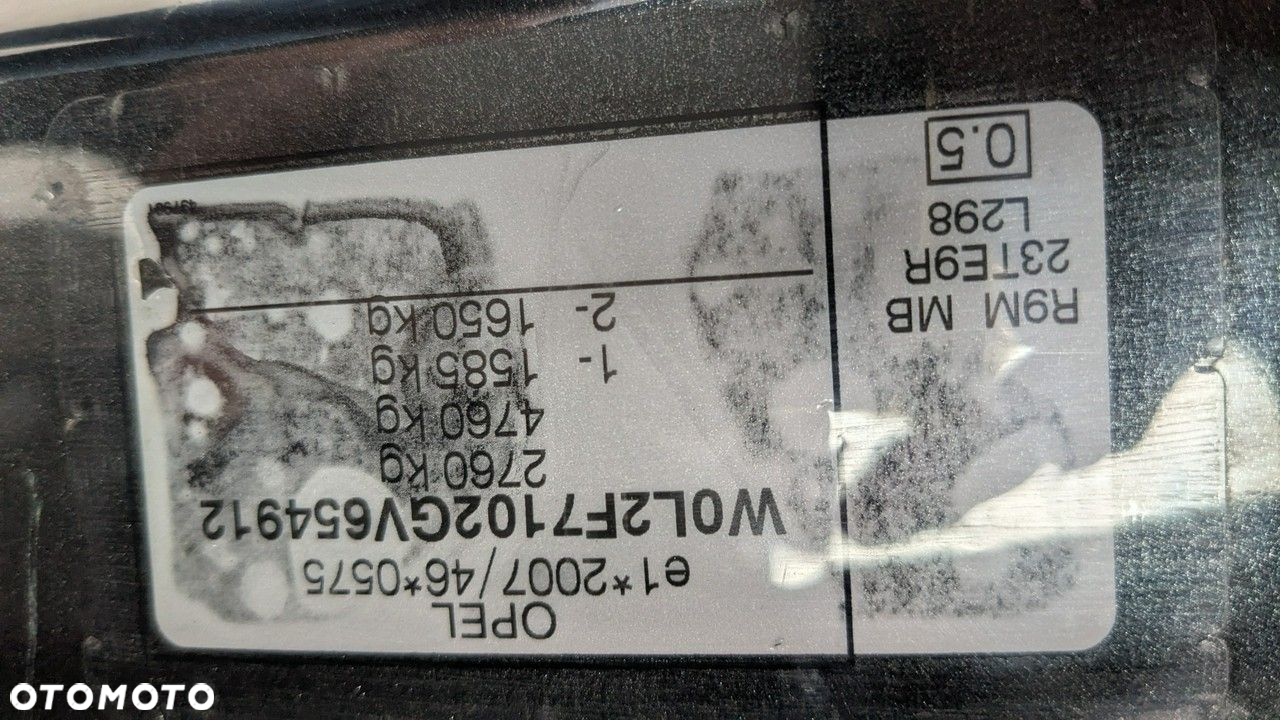 OPEL
e1*2007/46*0575
W0L2F7102GV654912
2760 kg
4760 kg
1- 1585 kg
2- 1650 kg
R9M MB
23TE9R
L298
0.5
OTOMOTO